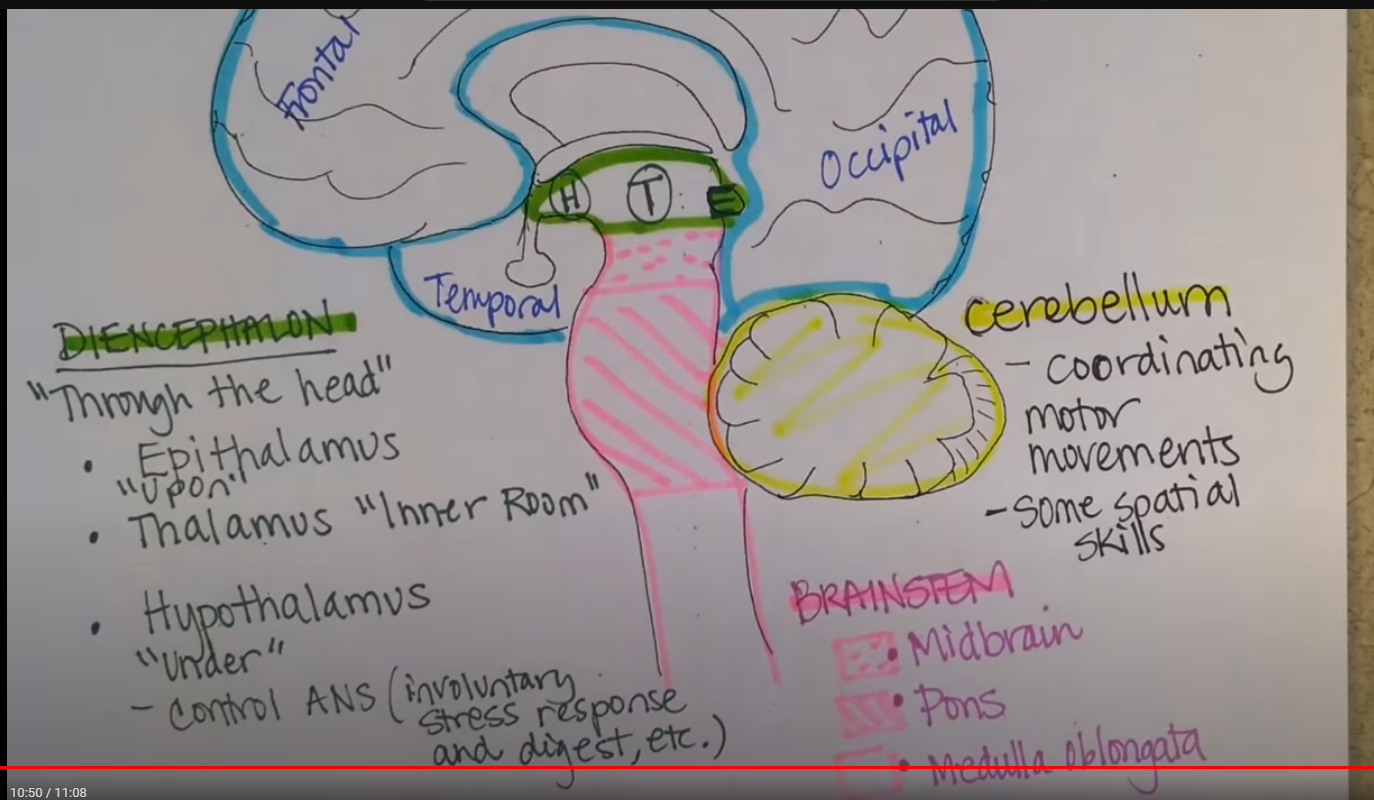 Frontal
Occipital
H
T
E
Temporal
DIENCEPHALON
"Through the head"
• Epithalamus
"Upon"
• Thalamus "Inner Room"
• Hypothalamus
"Under"
- Control ANS (involuntary
stress response
and digest, etc.)
cerebellum
- coordinating
motor
movements
- some spatial
skills
BRAINSTEM
• Midbrain
• Pons
• Medulla oblongata
10:50 / 11:08